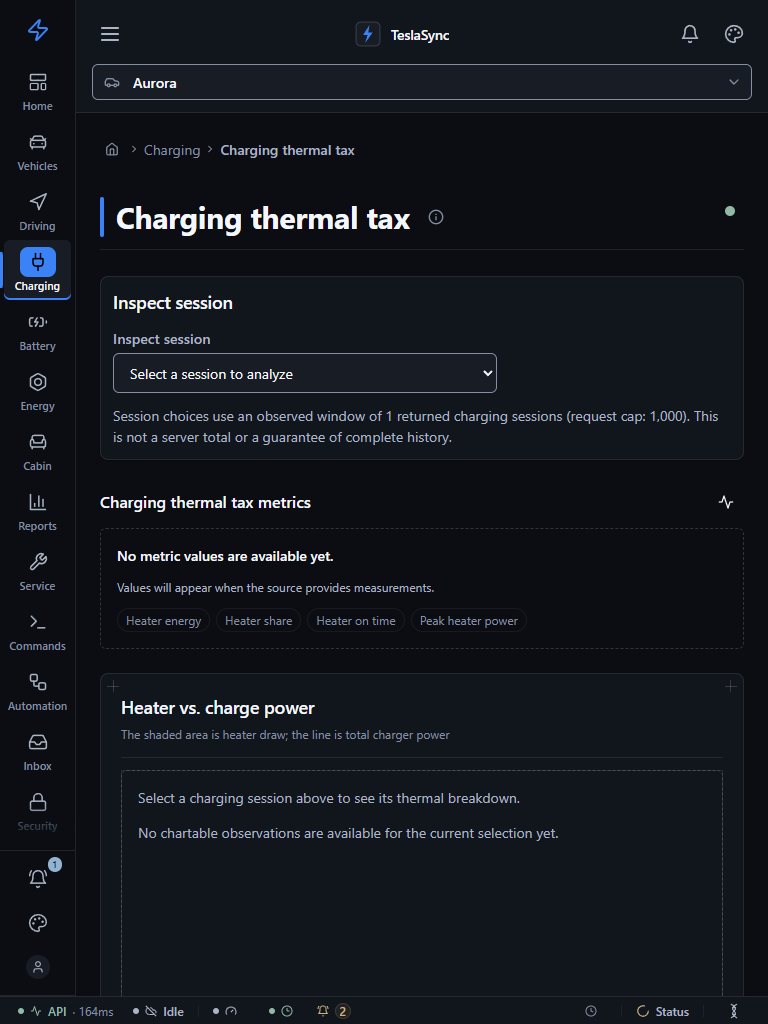 TeslaSync
Aurora
Home
Vehicles
Driving
Charging
Battery
Energy
Cabin
Reports
Service
Commands
Automation
Inbox
Security
1
Charging
Charging thermal tax
Charging thermal tax
Inspect session
Inspect session
Select a session to analyze
Session choices use an observed window of 1 returned charging sessions (request cap: 1,000). This
is not a server total or a guarantee of complete history.
Charging thermal tax metrics
No metric values are available yet.
Values will appear when the source provides measurements.
Heater energy Heater share Heater on time Peak heater power
Heater vs. charge power
The shaded area is heater draw; the line is total charger power
Select a charging session above to see its thermal breakdown.
No chartable observations are available for the current selection yet.
API · 164ms Idle 2 Status